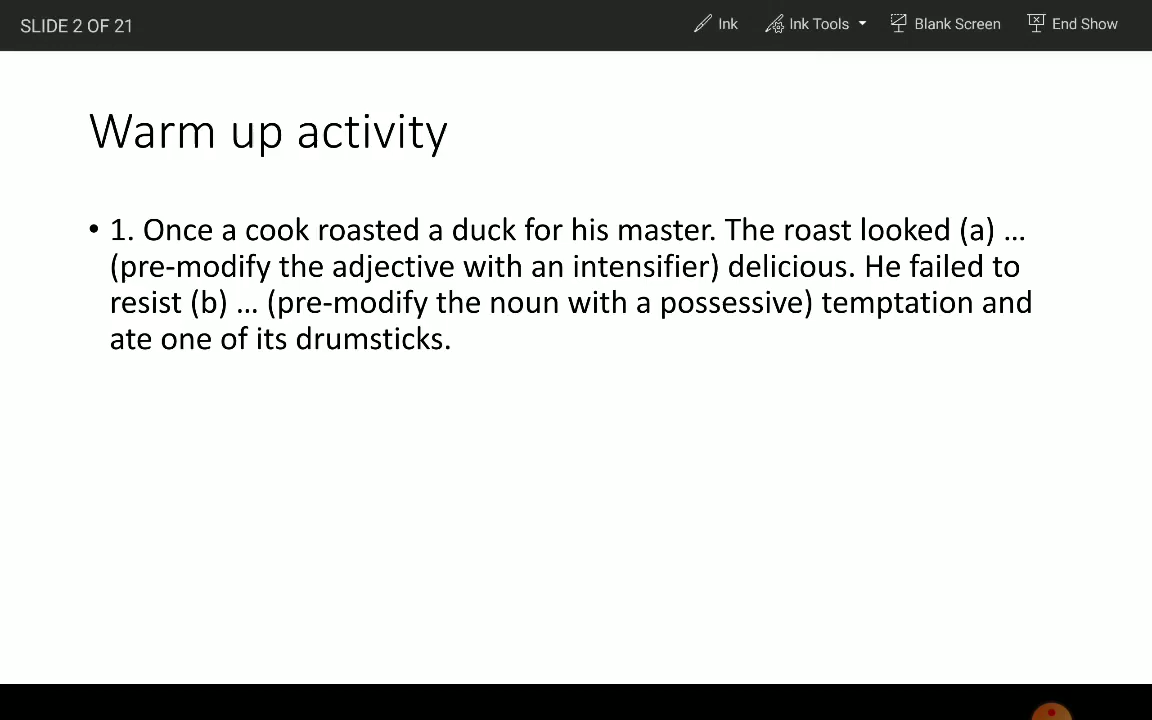 SLIDE 2 OF 21
Ink
Ink Tools
Blank Screen
End Show
Warm up activity
• 1. Once a cook roasted a duck for his master. The roast looked (a) ...
(pre-modify the adjective with an intensifier) delicious. He failed to
resist (b) ... (pre-modify the noun with a possessive) temptation and
ate one of its drumsticks.